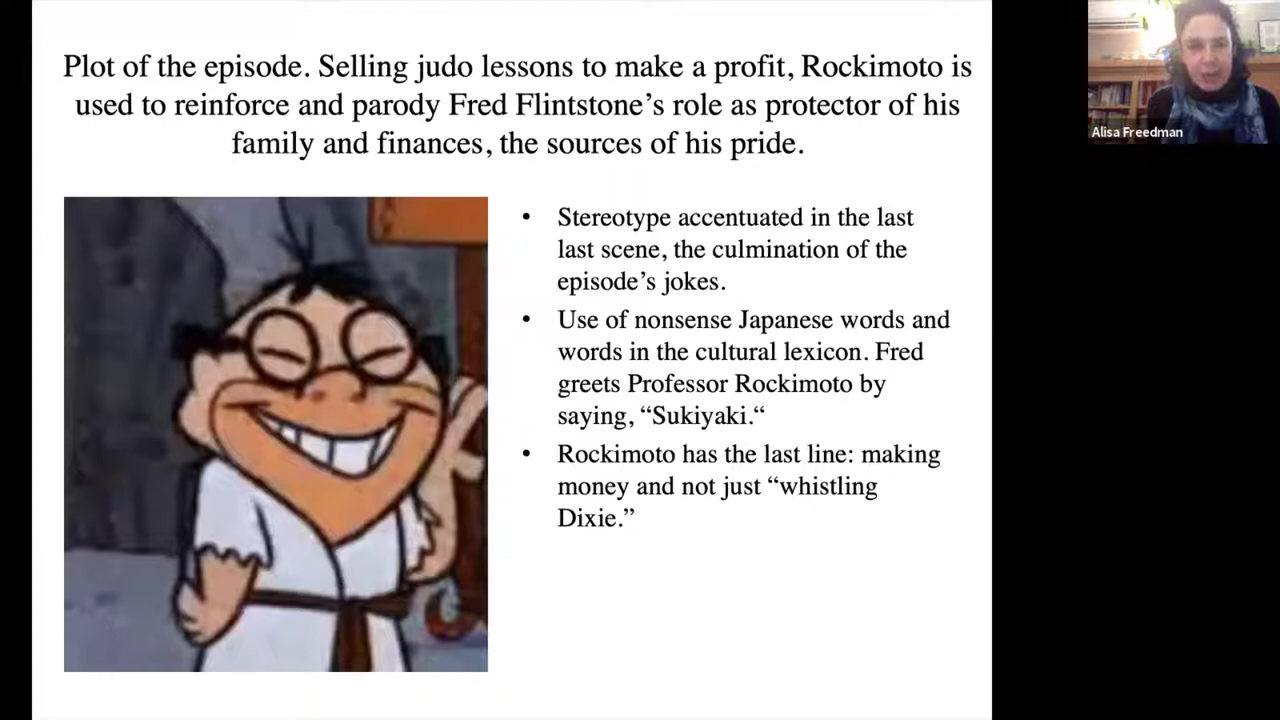 Plot of the episode. Selling judo lessons to make a profit, Rockimoto is
used to reinforce and parody Fred Flintstone’s role as protector of his
family and finances, the sources of his pride.
• Stereotype accentuated in the last
last scene, the culmination of the
episode’s jokes.
• Use of nonsense Japanese words and
words in the cultural lexicon. Fred
greets Professor Rockimoto by
saying, “Sukiyaki.“
• Rockimoto has the last line: making
money and not just “whistling
Dixie.”
Alisa Freedman